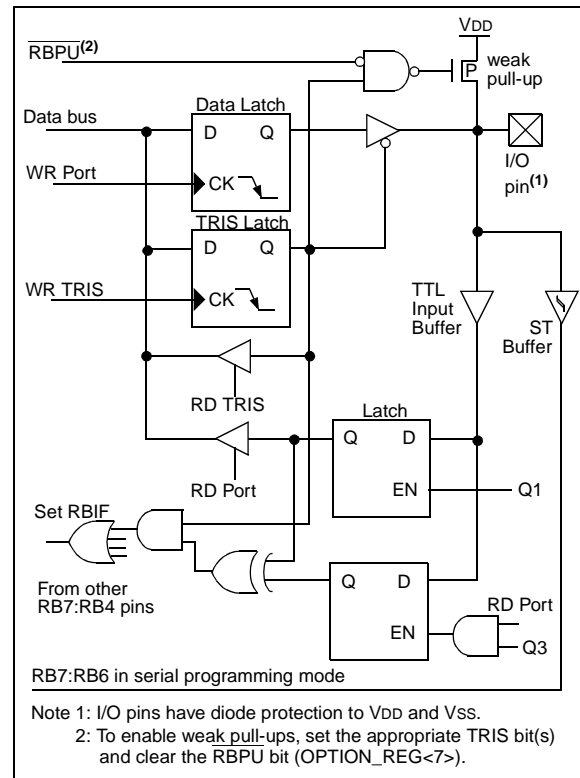 VDD
RBPU(2)
P
weak
pull-up
Data Latch
Data bus
D Q
I/O
pin(1)
WR Port
CK
TRIS Latch
D Q
WR TRIS
CK
TTL
Input
Buffer
ST
Buffer
RD TRIS
Latch
Q D
RD Port
EN
Q1
Set RBIF
From other
RB7:RB4 pins
Q D
RD Port
EN
Q3
RB7:RB6 in serial programming mode
Note 1: I/O pins have diode protection to VDD and VSS.
2: To enable weak pull-ups, set the appropriate TRIS bit(s)
and clear the RBPU bit (OPTION_REG<7>).